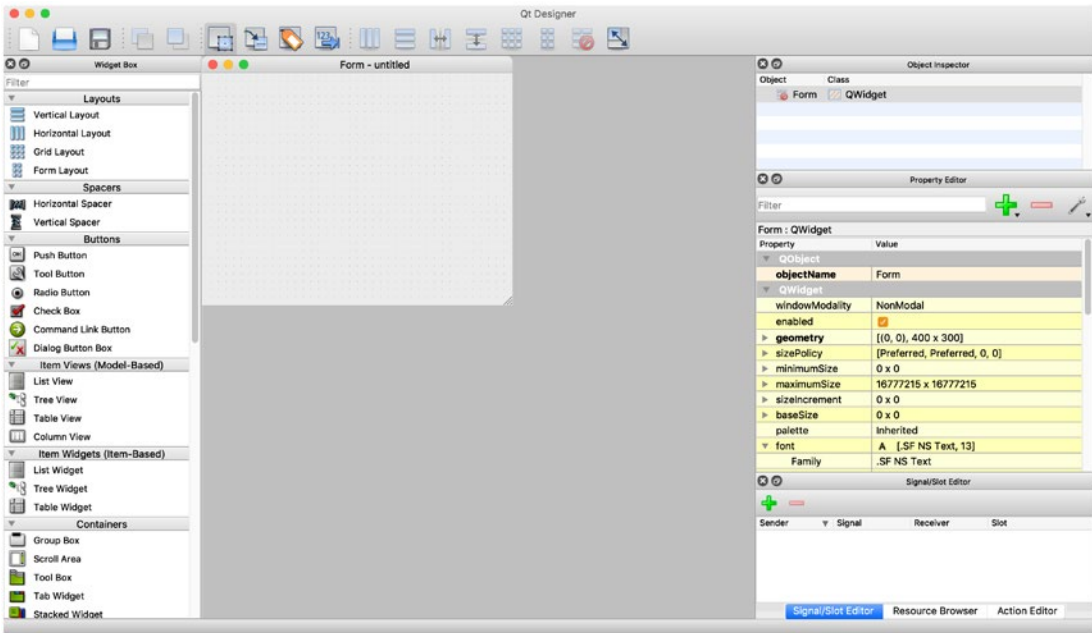 Qt Designer
Widget Box
Filter
Layouts
Vertical Layout
Horizontal Layout
Grid Layout
Form Layout
Spacers
Horizontal Spacer
Vertical Spacer
Buttons
Push Button
Tool Button
Radio Button
Check Box
Command Link Button
Dialog Button Box
Item Views (Model-Based)
List View
Tree View
Table View
Column View
Item Widgets (Item-Based)
List Widget
Tree Widget
Table Widget
Containers
Group Box
Scroll Area
Tool Box
Tab Widget
Stacked Widget
Form - untitled
Object Inspector
Object Class
Form QWidget
Property Editor
Filter
Form : QWidget
Property Value
QObject
objectName Form
QWidget
windowModality NonModal
enabled
geometry [(0, 0), 400 x 300]
sizePolicy [Preferred, Preferred, 0, 0]
minimumSize 0 x 0
maximumSize 16777215 x 16777215
sizeIncrement 0 x 0
baseSize 0 x 0
palette Inherited
font A [.SF NS Text, 13]
Family .SF NS Text
Signal/Slot Editor
Sender Signal Receiver Slot
Signal/Slot Editor Resource Browser Action Editor